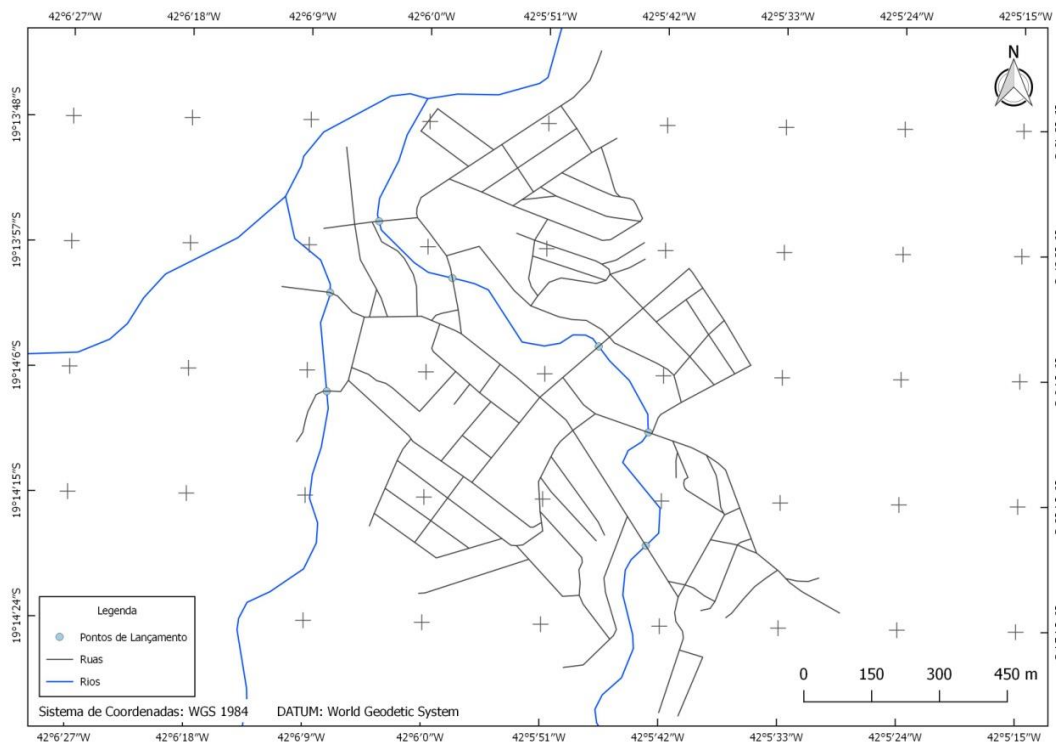 42°6'27"W 42°6'18"W 42°6'9"W 42°6'0"W 42°5'51"W 42°5'42"W 42°5'33"W 42°5'24"W 42°5'15"W
N
19°13'48"S
19°13'57"S
19°14'6"S
19°14'15"S
19°14'24"S
Legenda
Pontos de Lançamento
Ruas
Rios
0 150 300 450 m
Sistema de Coordenadas: WGS 1984 DATUM: World Geodetic System
42°6'27"W 42°6'18"W 42°6'9"W 42°6'0"W 42°5'51"W 42°5'42"W 42°5'33"W 42°5'24"W 42°5'15"W